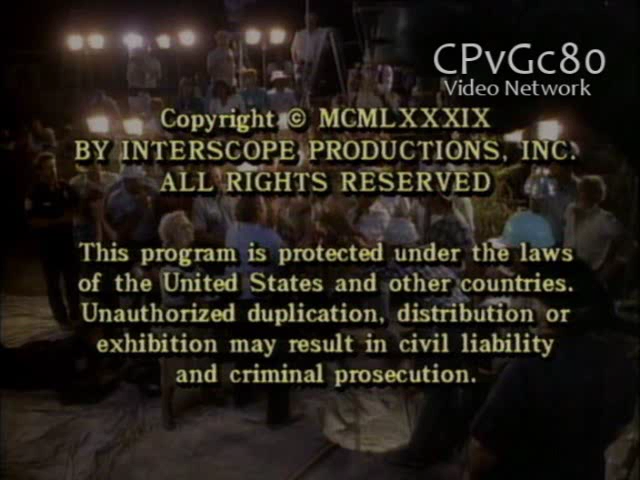 CPvGc80
Video Network
Copyright © MCMLXXXIX
BY INTERSCOPE PRODUCTIONS, INC.
ALL RIGHTS RESERVED
This program is protected under the laws
of the United States and other countries.
Unauthorized duplication, distribution or
exhibition may result in civil liability
and criminal prosecution.